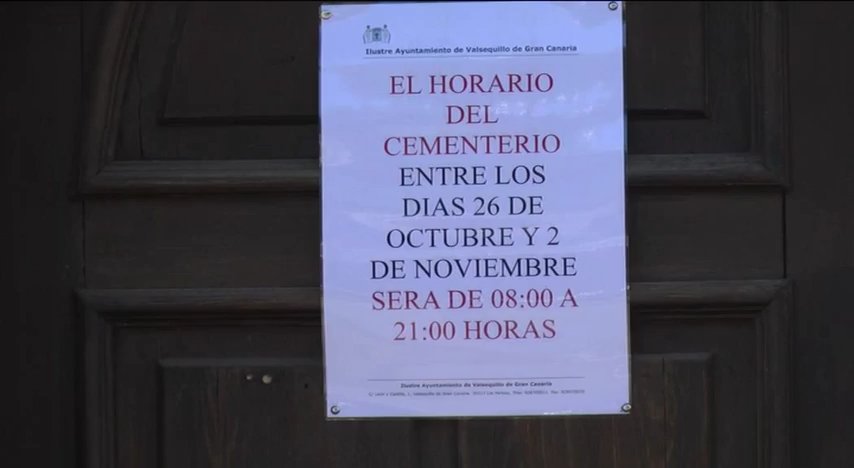 Ilustre Ayuntamiento de Valsequillo de Gran Canaria
EL HORARIO
DEL
CEMENTERIO
ENTRE LOS
DIAS 26 DE
OCTUBRE Y 2
DE NOVIEMBRE
SERA DE 08:00 A
21:00 HORAS
Ilustre Ayuntamiento de Valsequillo de Gran Canaria